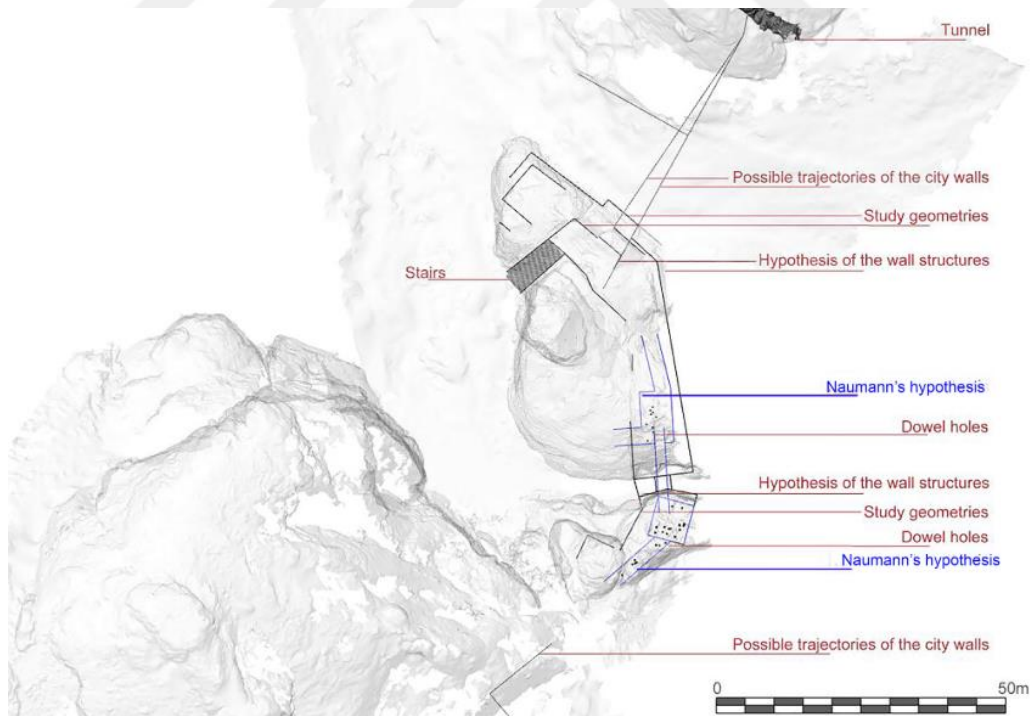 Tunnel
Possible trajectories of the city walls
Study geometries
Hypothesis of the wall structures
Stairs
Naumann's hypothesis
Dowel holes
Hypothesis of the wall structures
Study geometries
Dowel holes
Naumann's hypothesis
Possible trajectories of the city walls
0 50m